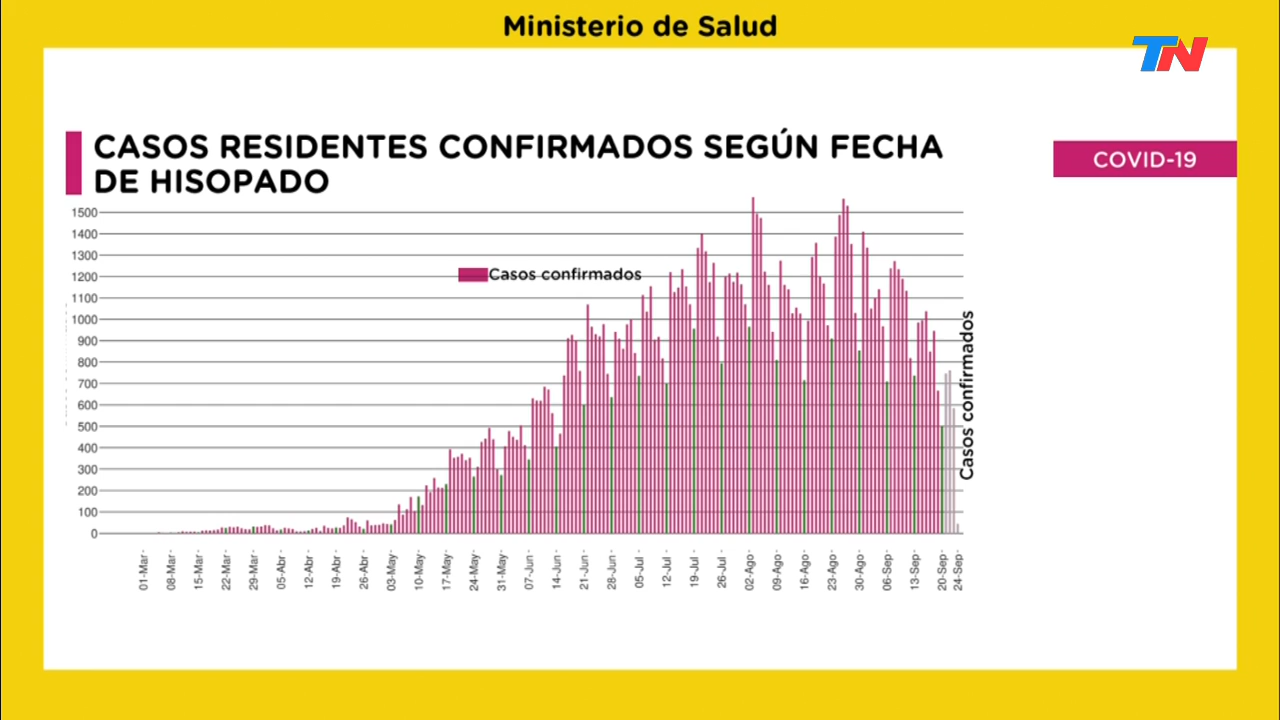 Ministerio de Salud
TN
CASOS RESIDENTES CONFIRMADOS SEGÚN FECHA
DE HISOPADO
COVID-19
1500
1400
1300
1200
1100
1000
900
800
700
600
500
400
300
200
100
0
Casos confirmados
Casos confirmados
01-Mar
08-Mar
15-Mar
22-Mar
29-Mar
05-Abr
12-Abr
19-Abr
26-Abr
03-May
10-May
17-May
24-May
31-May
07-Jun
14-Jun
21-Jun
28-Jun
05-Jul
12-Jul
19-Jul
26-Jul
02-Ago
09-Ago
16-Ago
23-Ago
30-Ago
06-Sep
13-Sep
20-Sep
24-Sep